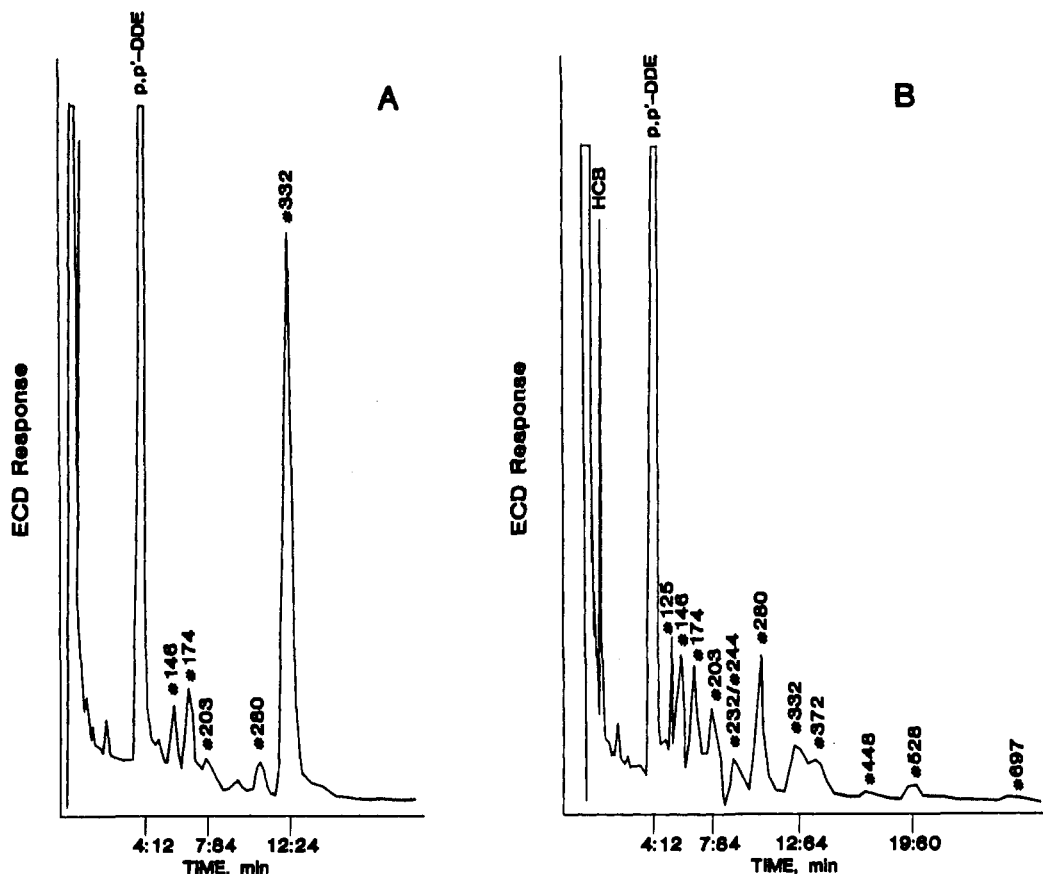 A
p.p'-DDE
#332
#146
#174
#203
#280
ECD Response
4:12
7:84
12:24
TIME, min
B
p.p'-DDE
HCB
#125
#146
#174
#203
#232/#244
#280
#332
#372
#448
#528
#697
ECD Response
4:12
7:84
12:64
19:60
TIME, min